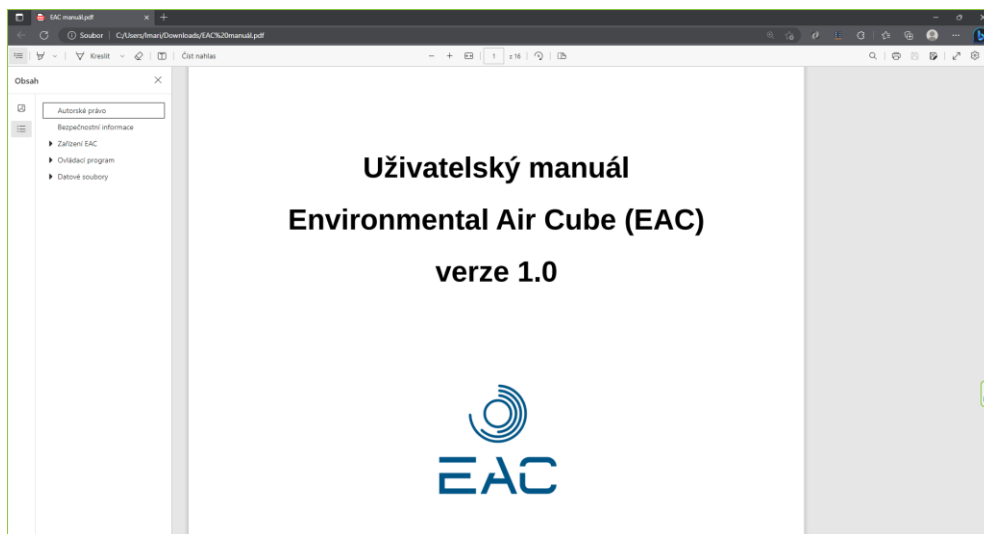 EAC manuál.pdf
Soubor
C:/Users/lmari/Downloads/EAC%20manuál.pdf
Kreslit
Číst nahlas
1
z 16
Obsah
Autorské právo
Bezpečnostní informace
Zařízení EAC
Ovládací program
Datové soubory
Uživatelský manuál
Environmental Air Cube (EAC)
verze 1.0
EAC